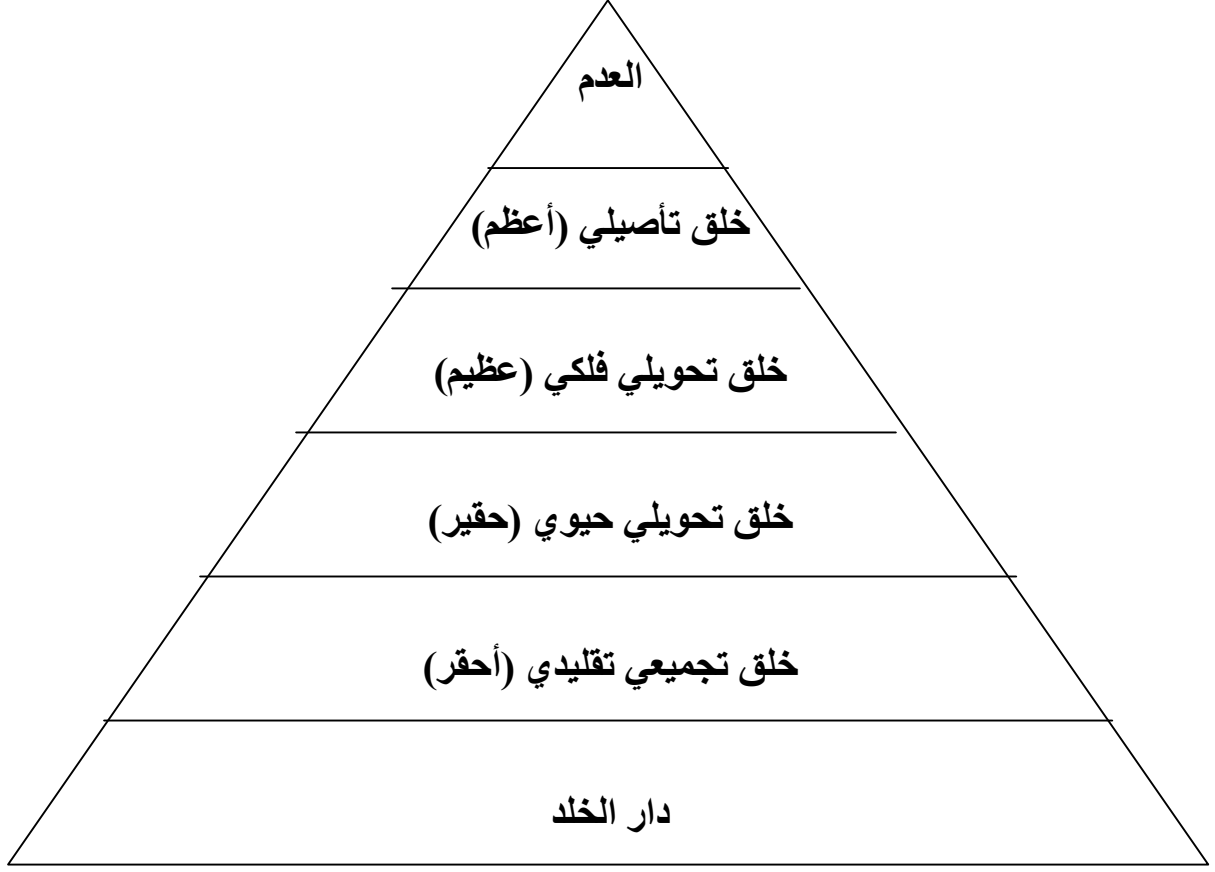 العدم
خلق تأصيلي (أعظم)
خلق تحويلي فلكي (عظيم)
خلق تحويلي حيوي (حقير)
خلق تجميعي تقليدي (أحقر)
دار الخلد